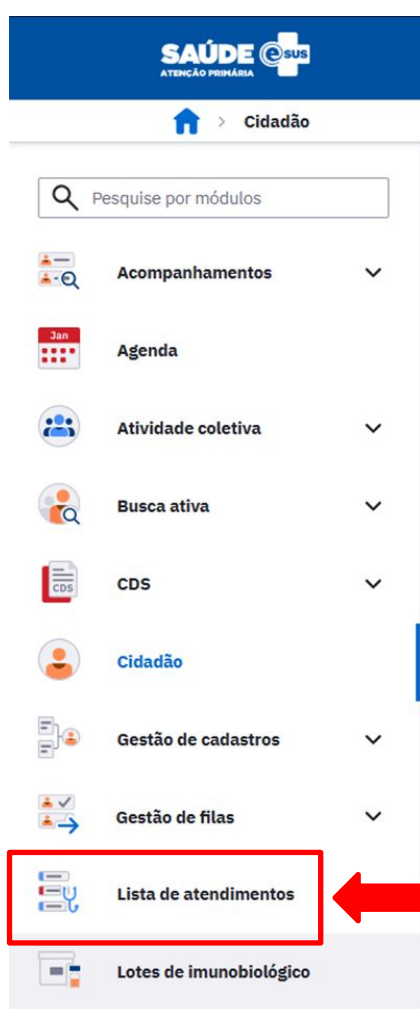 SAÚDE e SUS
ATENÇÃO PRIMÁRIA
> Cidadão
Pesquise por módulos
Acompanhamentos
Jan
Agenda
Atividade coletiva
Busca ativa
CDS
CDS
Cidadão
Gestão de cadastros
Gestão de filas
Lista de atendimentos
Lotes de imunobiológico